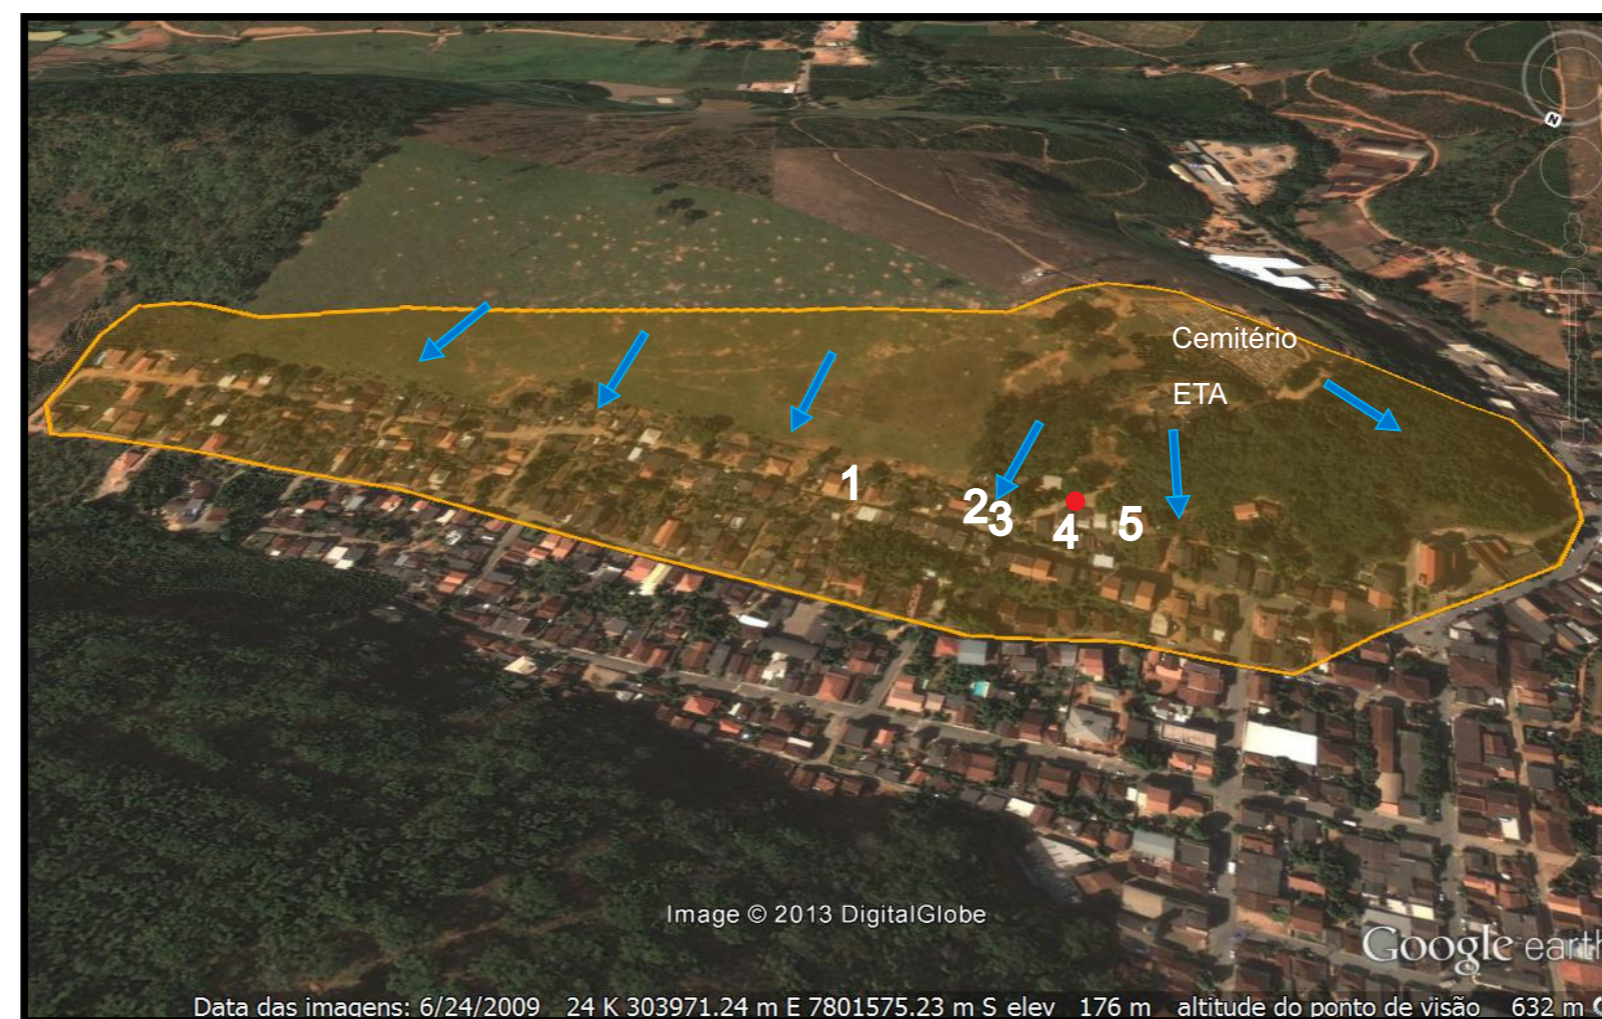 N
Cemitério
ETA
1
2
3
4
5
Image © 2013 DigitalGlobe
Google earth
Data das imagens: 6/24/2009 24 K 303971.24 m E 7801575.23 m S elev 176 m altitude do ponto de visão 632 m